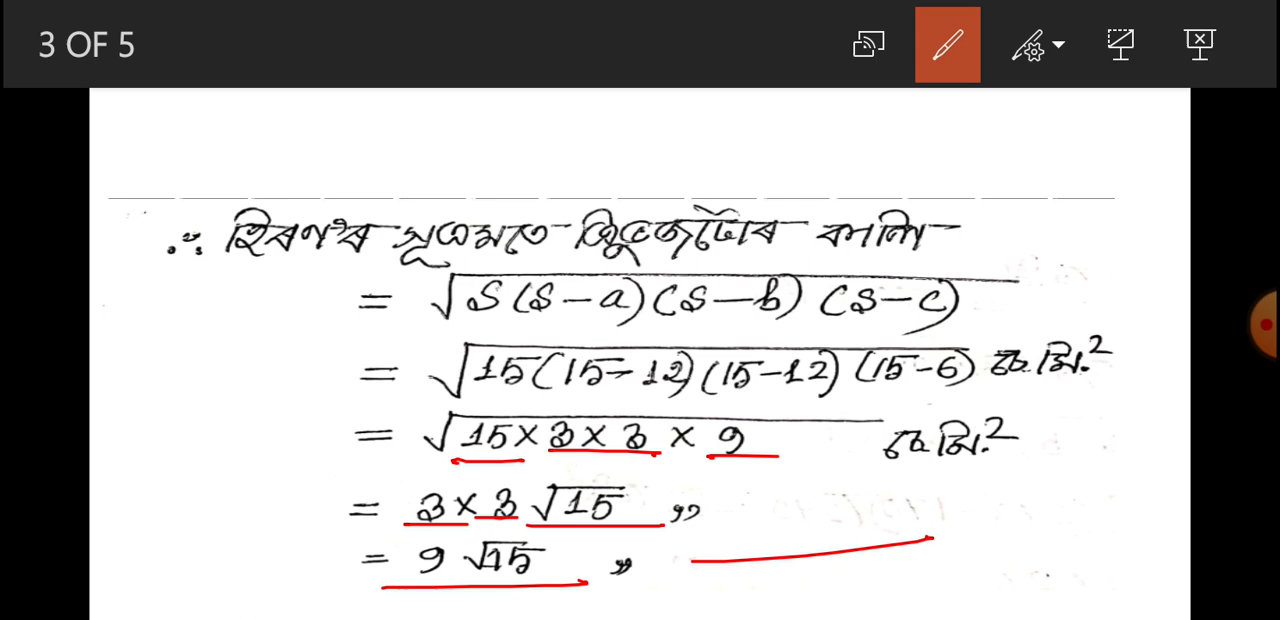 3 OF 5
∴ হিৰণৰ সূত্ৰমতে ত্ৰিভুজটোৰ কালি
= √S(S-a)(S-b)(S-c)
= √15(15-12)(15-12)(15-6) চে.মি.²
= √15×3×3×9 চে.মি.²
= 3×3√15 ,,
= 9√15 ,,